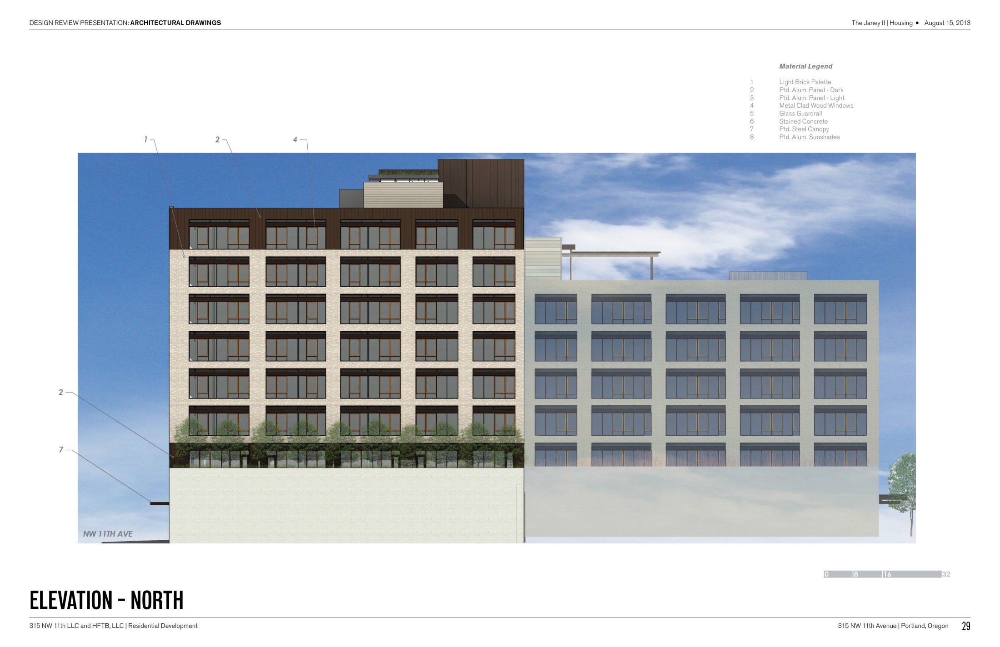 DESIGN REVIEW PRESENTATION: ARCHITECTURAL DRAWINGS
The Janey II | Housing • August 15, 2013
Material Legend
1 Light Brick Palette
2 Ptd. Alum. Panel - Dark
3 Ptd. Alum. Panel - Light
4 Metal Clad Wood Windows
5 Glass Guardrail
6 Stained Concrete
7 Ptd. Steel Canopy
8 Ptd. Alum. Sunshades
1 2 4
2
7
NW 11TH AVE
0 8 16 32
ELEVATION - NORTH
315 NW 11th LLC and HFTB, LLC | Residential Development
315 NW 11th Avenue | Portland, Oregon 29